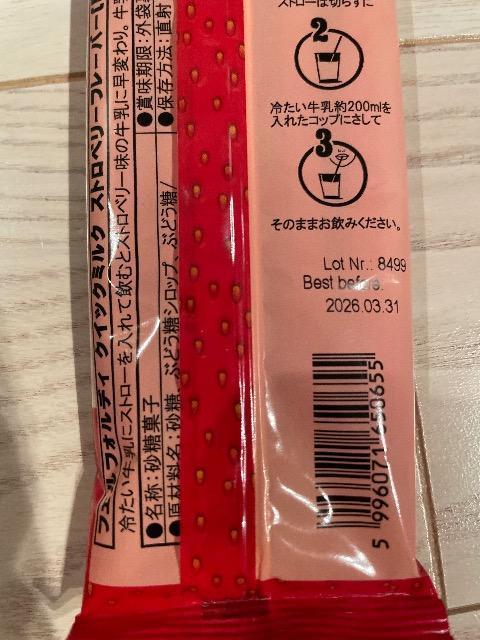 ストローは切らずに
2
冷たい牛乳約200mlを
入れたコップにさして
3
そのままお飲みください。
Lot Nr.: 8499
Best before:
2026.03.31
5 996071 650655
フェルフォルディ クイックミルク ストロベリーフレーバー
冷たい牛乳にストローを入れて飲むとストロベリー味の牛乳に早変わり。牛乳
●名称:砂糖菓子
●原材料名:砂糖、ぶどう糖シロップ、ぶどう糖/
●賞味期限:外袋
●保存方法:直射